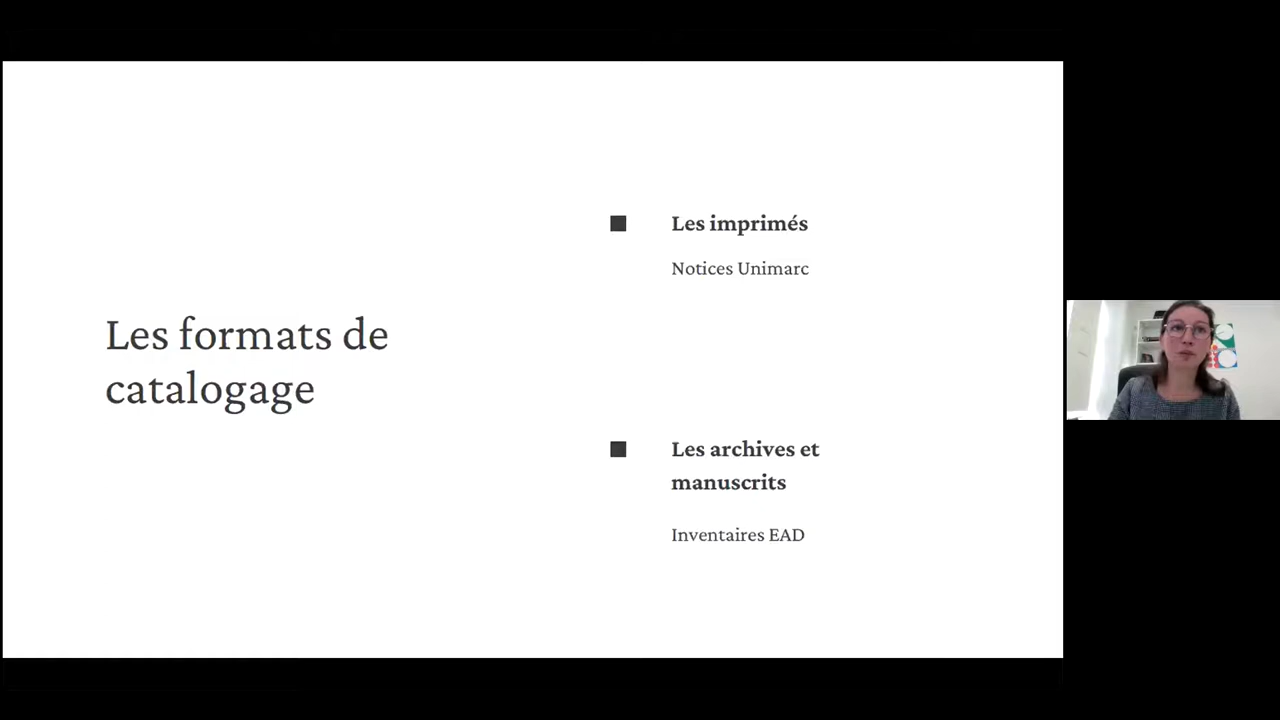 Les formats de
catalogage
Les imprimés
Notices Unimarc
Les archives et
manuscrits
Inventaires EAD